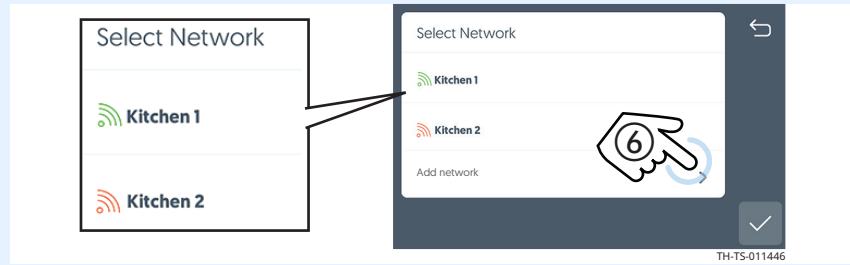 Select Network
Kitchen 1
Kitchen 2
Select Network
Kitchen 1
Kitchen 2
Add network
6
TH-TS-011446